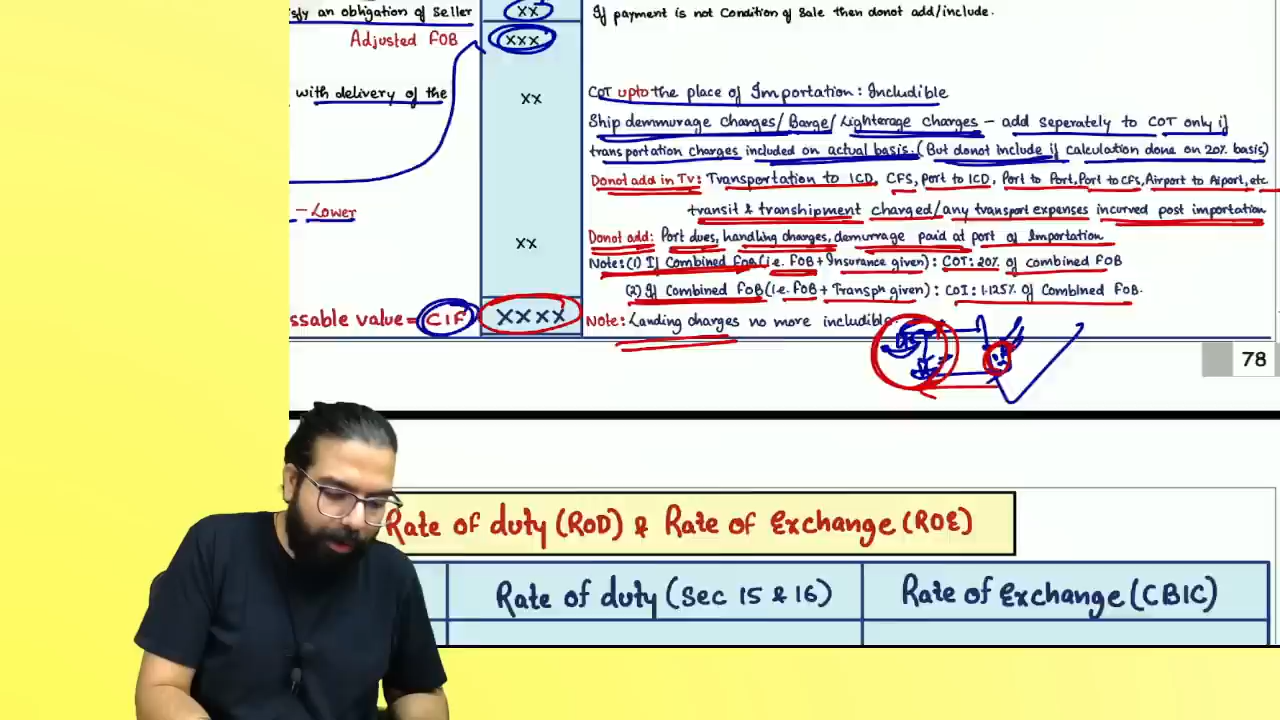 sfy an obligation of Seller xx If payment is not Condition of Sale then donot add/include.
Adjusted FOB xxx
with delivery of the xx COT upto the place of Importation: Includible
Ship demmurage changes/Barge/Lighterage changes - add seperately to COT only if
transportation charges included on actual basis. (But donot include if calculation done on 20% basis)
Donot add in TV: Transportation to ICD, CFS, Port to ICD, Port to Port, Port to CFS, Airport to Aiport, etc
- Lower transit & transhipment charged/any transport expenses incurred post importation
xx Donot add: Port dues, handling charges, demurrage paid at port of Importation
Note: (1) If Combined FOB (i.e. FOB + Insurance given) : COT: 20% of combined FOB
(2) If Combined FOB (i.e. FOB + Transpn given) : COI: 1.125% of Combined FOB.
ssable value = CIF xxxx Note: Landing charges no more includible.
78
Rate of duty (ROD) & Rate of Exchange (ROE)
Rate of duty (Sec 15 & 16) Rate of Exchange (CBIC)